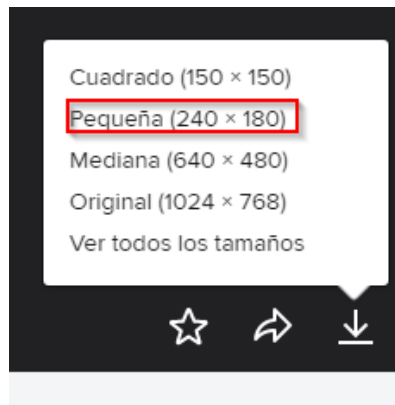 Cuadrado (150 × 150)
Pequeña (240 × 180)
Mediana (640 × 480)
Original (1024 × 768)
Ver todos los tamaños